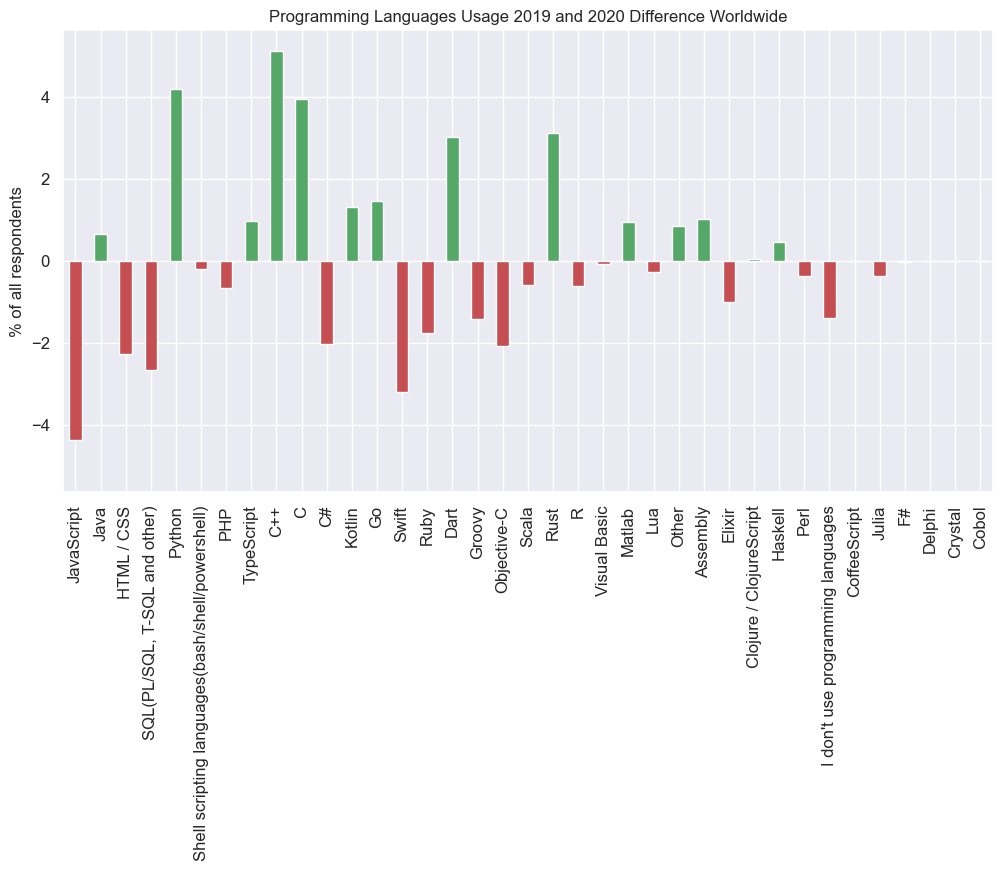 Programming Languages Usage 2019 and 2020 Difference Worldwide
% of all respondents
4
2
0
−2
−4
JavaScript
Java
HTML / CSS
SQL(PL/SQL, T-SQL and other)
Python
Shell scripting languages(bash/shell/powershell)
PHP
TypeScript
C++
C
C#
Kotlin
Go
Swift
Ruby
Dart
Groovy
Objective-C
Scala
Rust
R
Visual Basic
Matlab
Lua
Other
Assembly
Elixir
Clojure / ClojureScript
Haskell
Perl
I don't use programming languages
CoffeeScript
Julia
F#
Delphi
Crystal
Cobol